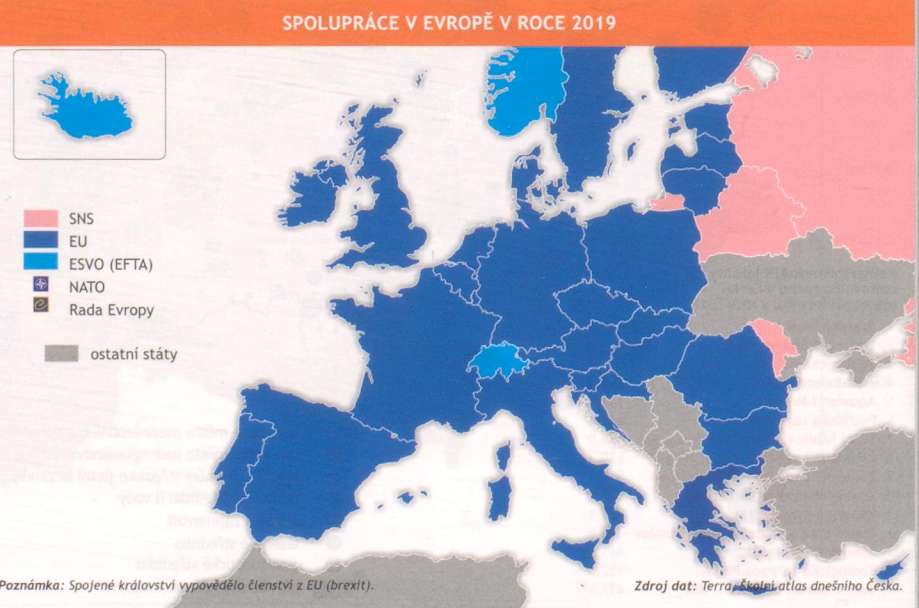 SPOLUPRÁCE V EVROPĚ V ROCE 2019
SNS
EU
ESVO (EFTA)
NATO
Rada Evropy
ostatní státy
Poznámka: Spojené království vypovědělo členství z EU (brexit).
Zdroj dat: Terra, Školní atlas dnešního Česka.